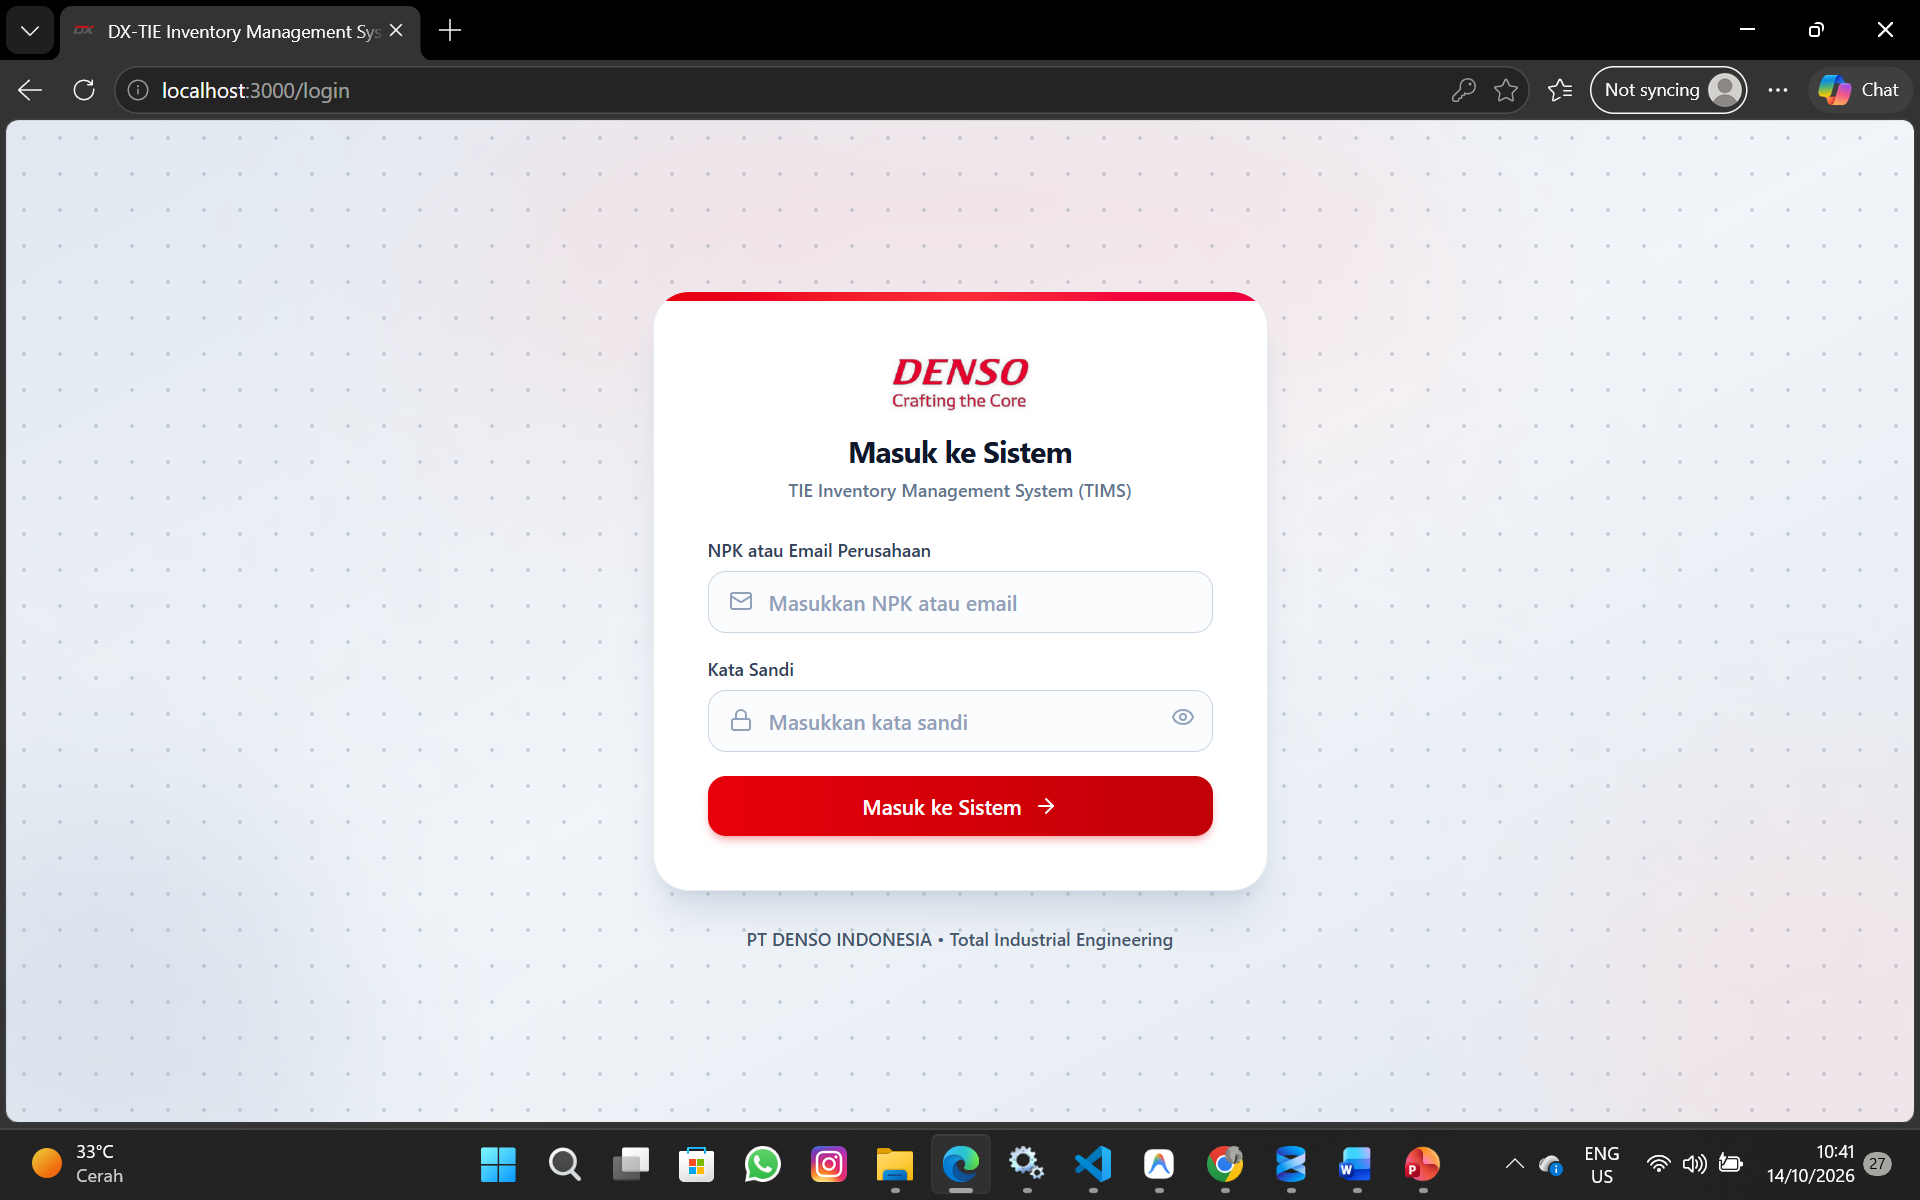 DX-TIE Inventory Management Sys
localhost:3000/login
Not syncing
Chat
DENSO
Crafting the Core
Masuk ke Sistem
TIE Inventory Management System (TIMS)
NPK atau Email Perusahaan
Masukkan NPK atau email
Kata Sandi
Masukkan kata sandi
Masuk ke Sistem
PT DENSO INDONESIA • Total Industrial Engineering
33°C
Cerah
ENG
US
10:41
14/10/2026
27